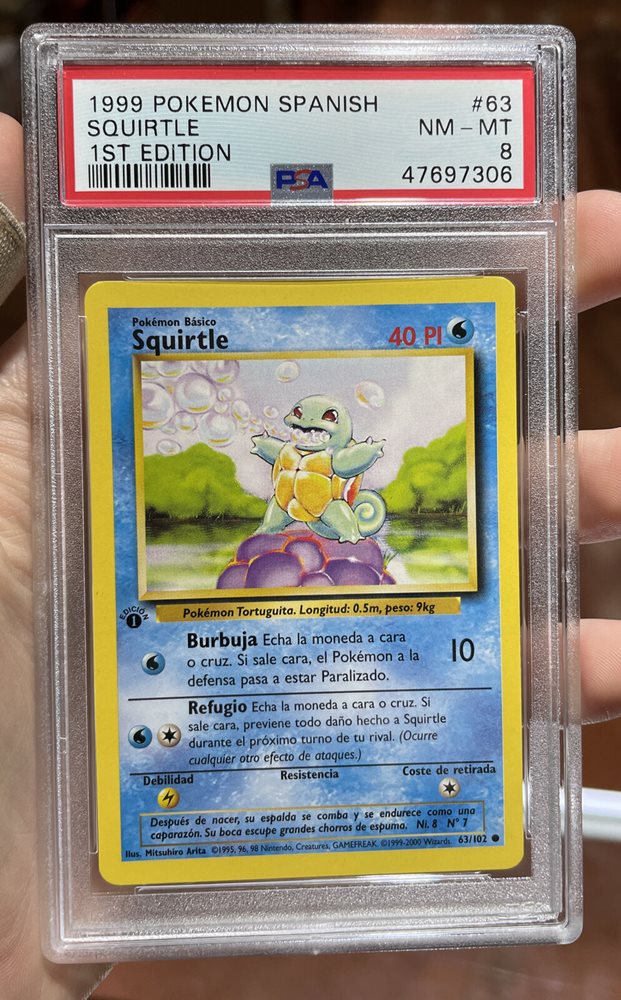 1999 POKEMON SPANISH #63
SQUIRTLE NM - MT
1ST EDITION 8
PSA 47697306
Pokémon Básico
Squirtle 40 PI
Pokémon Tortuguita. Longitud: 0.5m, peso: 9kg
EDICIÓN
1
Burbuja Echa la moneda a cara
o cruz. Si sale cara, el Pokémon a la
defensa pasa a estar Paralizado.
10
Refugio Echa la moneda a cara o cruz. Si
sale cara, previene todo daño hecho a Squirtle
durante el próximo turno de tu rival. (Ocurre
cualquier otro efecto de ataques.)
Debilidad Resistencia Coste de retirada
Después de nacer, su espalda se comba y se endurece como una
caparazón. Su boca escupe grandes chorros de espuma. Ni. 8 N° 7
Ilus. Mitsuhiro Arita ©1995, 96, 98 Nintendo, Creatures, GAMEFREAK. ©1999-2000 Wizards. 63/102